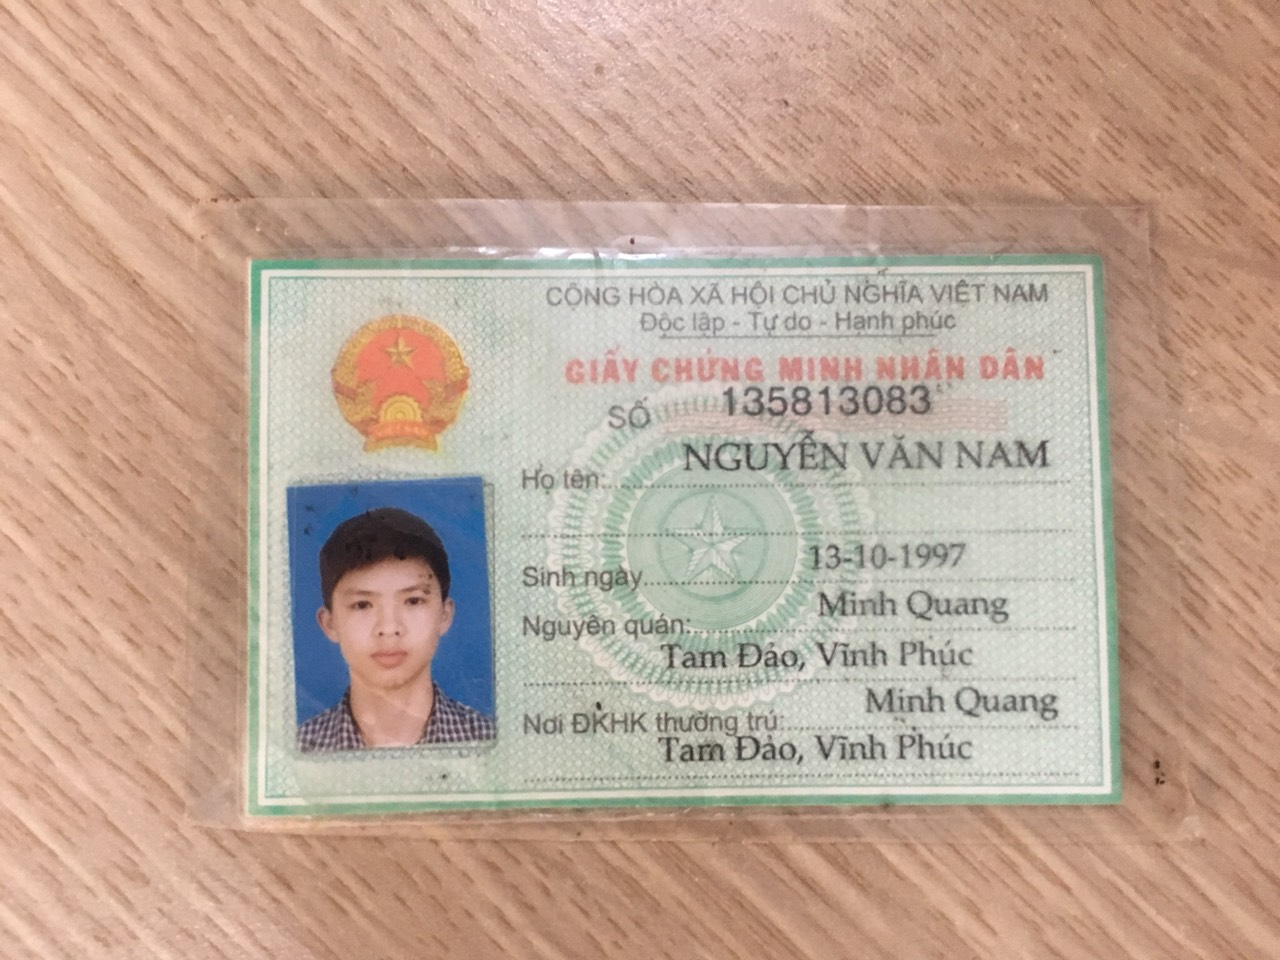 CỘNG HÒA XÃ HỘI CHỦ NGHĨA VIỆT NAM
Độc lập - Tự do - Hạnh phúc
GIẤY CHỨNG MINH NHÂN DÂN
SỐ 135813083
Họ tên: NGUYỄN VĂN NAM
Sinh ngày 13-10-1997
Nguyên quán: Minh Quang
Tam Đảo, Vĩnh Phúc
Nơi ĐKHK thường trú: Minh Quang
Tam Đảo, Vĩnh Phúc